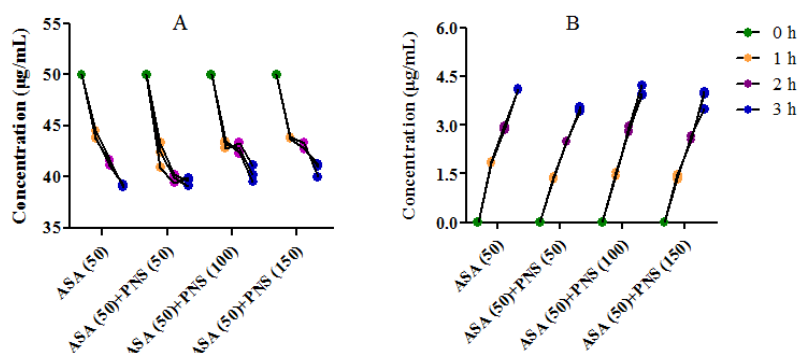 A
Concentration (µg/mL)
55
50
45
40
35
ASA (50)
ASA (50)+PNS (50)
ASA (50)+PNS (100)
ASA (50)+PNS (150)
B
Concentration (µg/mL)
6.0
4.5
3.0
1.5
0.0
ASA (50)
ASA (50)+PNS (50)
ASA (50)+PNS (100)
ASA (50)+PNS (150)
0 h
1 h
2 h
3 h